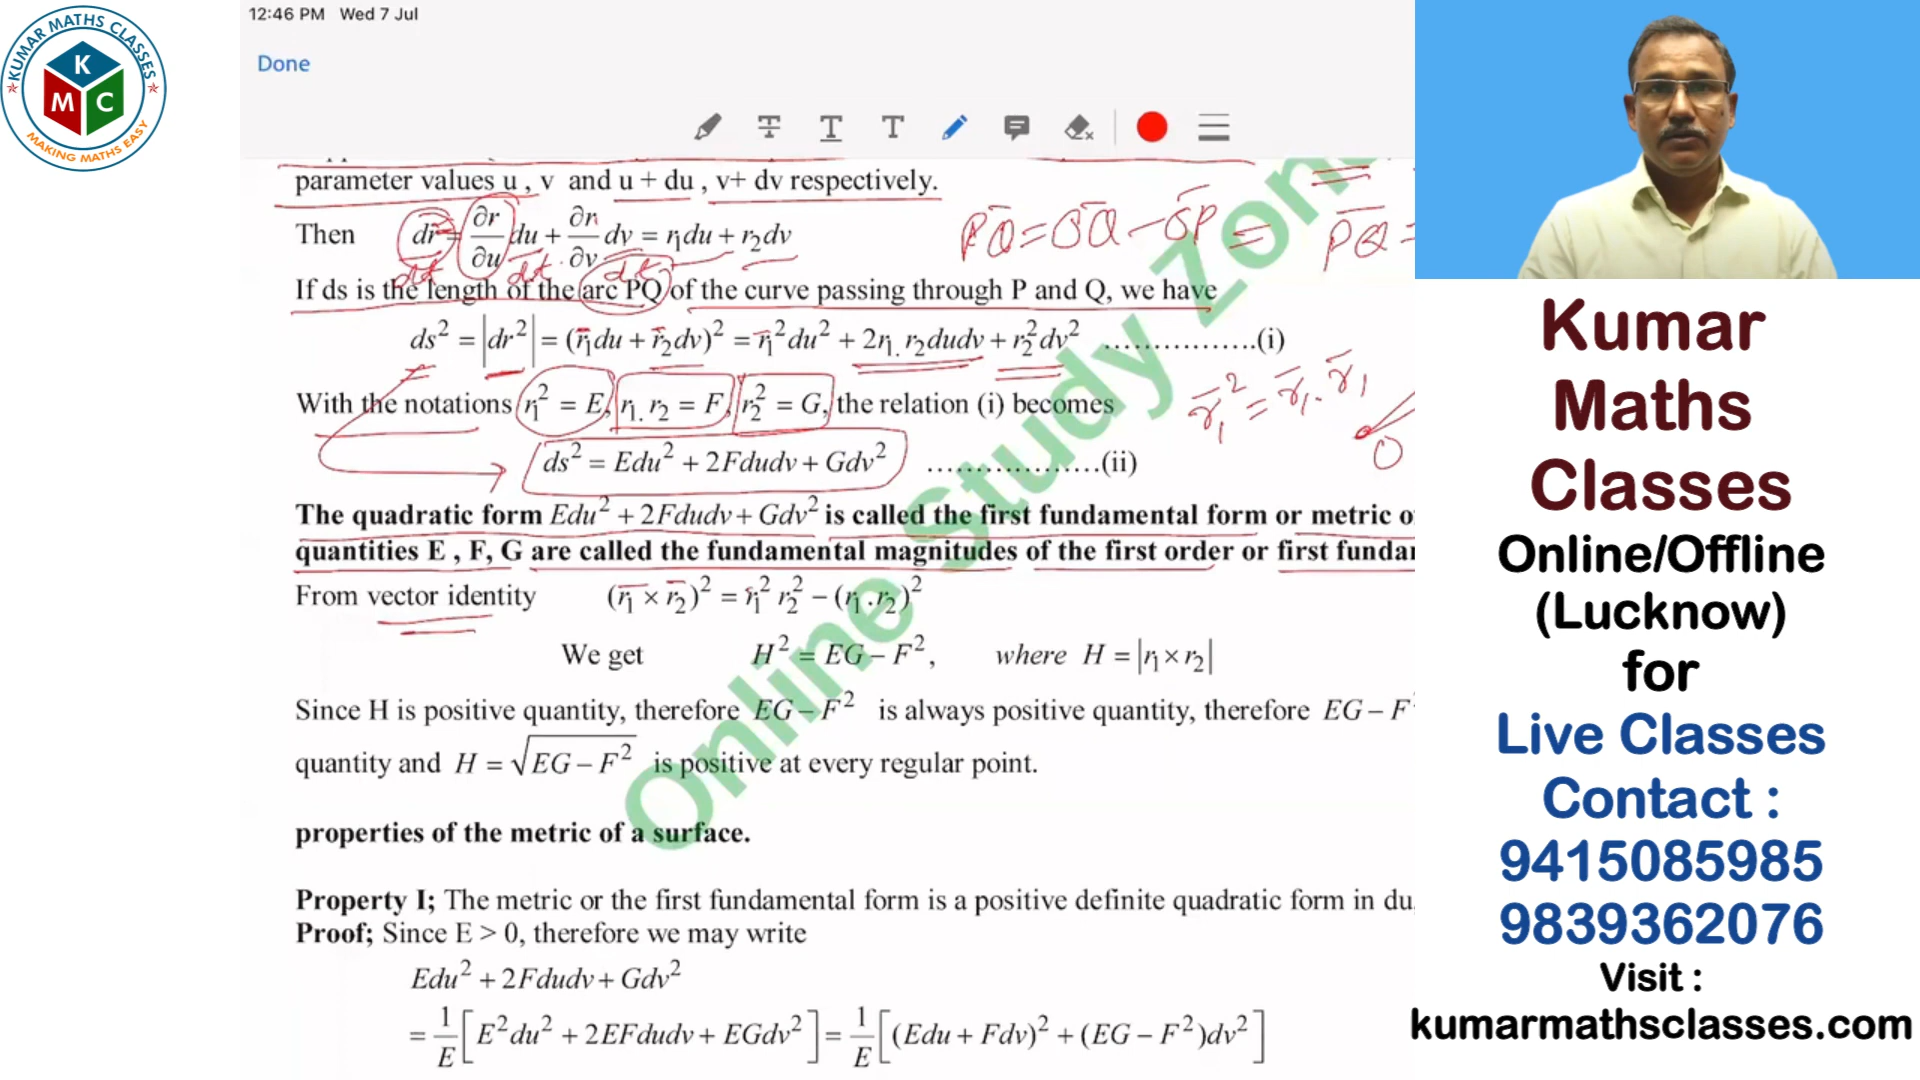 12:46 PM Wed 7 Jul
Done
KUMAR MATHS CLASSES
K
M C
MAKING MATHS EASY
parameter values u , v and u + du , v+ dv respectively.
Then dr = ∂r/∂u du + ∂r/∂v dv = r₁du + r₂dv
dt dt dt
PQ = OQ − OP =
PQ =
If ds is the length of the arc PQ of the curve passing through P and Q, we have
ds² = |dr²| = (r₁du + r₂dv)² = r₁²du² + 2r₁. r₂dudv + r₂²dv² ................(i)
r₁² = r₁. r₁
O
With the notations r₁² = E, r₁. r₂ = F, r₂² = G, the relation (i) becomes
ds² = Edu² + 2Fdudv + Gdv² ..................(ii)
The quadratic form Edu² + 2Fdudv + Gdv² is called the first fundamental form or metric o
quantities E , F, G are called the fundamental magnitudes of the first order or first funda
From vector identity (r₁ × r₂)² = r₁² r₂² − (r₁ . r₂)²
We get H² = EG − F², where H = |r₁ × r₂|
Since H is positive quantity, therefore EG − F² is always positive quantity, therefore EG − F
quantity and H = √(EG − F²) is positive at every regular point.
properties of the metric of a surface.
Property I; The metric or the first fundamental form is a positive definite quadratic form in du
Proof; Since E > 0, therefore we may write
Edu² + 2Fdudv + Gdv²
= 1/E [E²du² + 2EFdudv + EGdv²] = 1/E [(Edu + Fdv)² + (EG − F²)dv²]
Online Study Zon
Kumar
Maths
Classes
Online/Offline
(Lucknow)
for
Live Classes
Contact :
9415085985
9839362076
Visit :
kumarmathsclasses.com